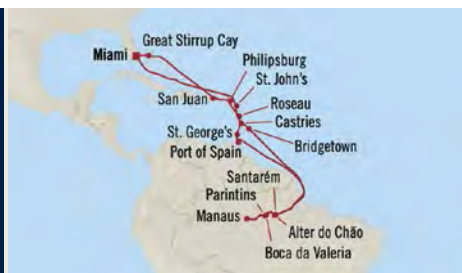 Great Stirrup Cay
Miami
Philipsburg
St. John's
San Juan
Roseau
Castries
St. George's
Bridgetown
Port of Spain
Santarém
Parintins
Manaus
Alter do Chão
Boca da Valeria